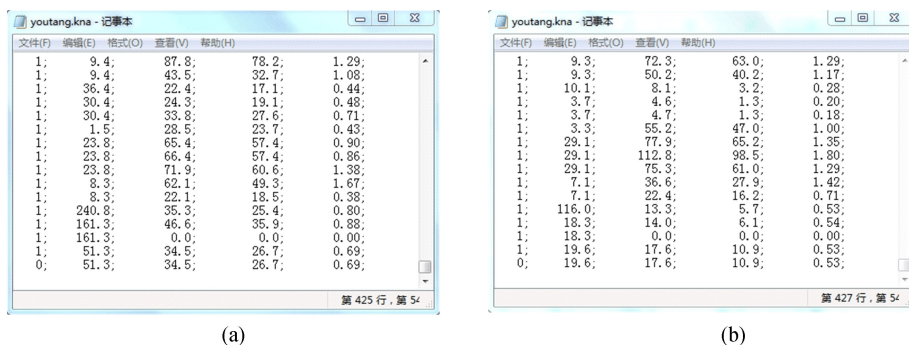 youtang.kna - 记事本
文件(F) 编辑(E) 格式(O) 查看(V) 帮助(H)
1; 9.4; 87.8; 78.2; 1.29;
1; 9.4; 43.5; 32.7; 1.08;
1; 36.4; 22.4; 17.1; 0.44;
1; 30.4; 24.3; 19.1; 0.48;
1; 30.4; 33.8; 27.6; 0.71;
1; 1.5; 28.5; 23.7; 0.43;
1; 23.8; 65.4; 57.4; 0.90;
1; 23.8; 66.4; 57.4; 0.86;
1; 23.8; 71.9; 60.6; 1.38;
1; 8.3; 62.1; 49.3; 1.67;
1; 8.3; 22.1; 18.5; 0.38;
1; 240.8; 35.3; 25.4; 0.80;
1; 161.3; 46.6; 35.9; 0.88;
1; 161.3; 0.0; 0.0; 0.00;
1; 51.3; 34.5; 26.7; 0.69;
0; 51.3; 34.5; 26.7; 0.69;
第 425 行，第 54
(a)
youtang.kna - 记事本
文件(F) 编辑(E) 格式(O) 查看(V) 帮助(H)
1; 9.3; 72.3; 63.0; 1.29;
1; 9.3; 50.2; 40.2; 1.17;
1; 10.1; 8.1; 3.2; 0.28;
1; 3.7; 4.6; 1.3; 0.20;
1; 3.7; 4.7; 1.3; 0.18;
1; 3.3; 55.2; 47.0; 1.00;
1; 29.1; 77.9; 65.2; 1.35;
1; 29.1; 112.8; 98.5; 1.80;
1; 29.1; 75.3; 61.0; 1.29;
1; 7.1; 36.6; 27.9; 1.42;
1; 7.1; 22.4; 16.2; 0.71;
1; 116.0; 13.3; 5.7; 0.53;
1; 18.3; 14.0; 6.1; 0.54;
1; 18.3; 0.0; 0.0; 0.00;
1; 19.6; 17.6; 10.9; 0.53;
0; 19.6; 17.6; 10.9; 0.53;
第 427 行，第 54
(b)